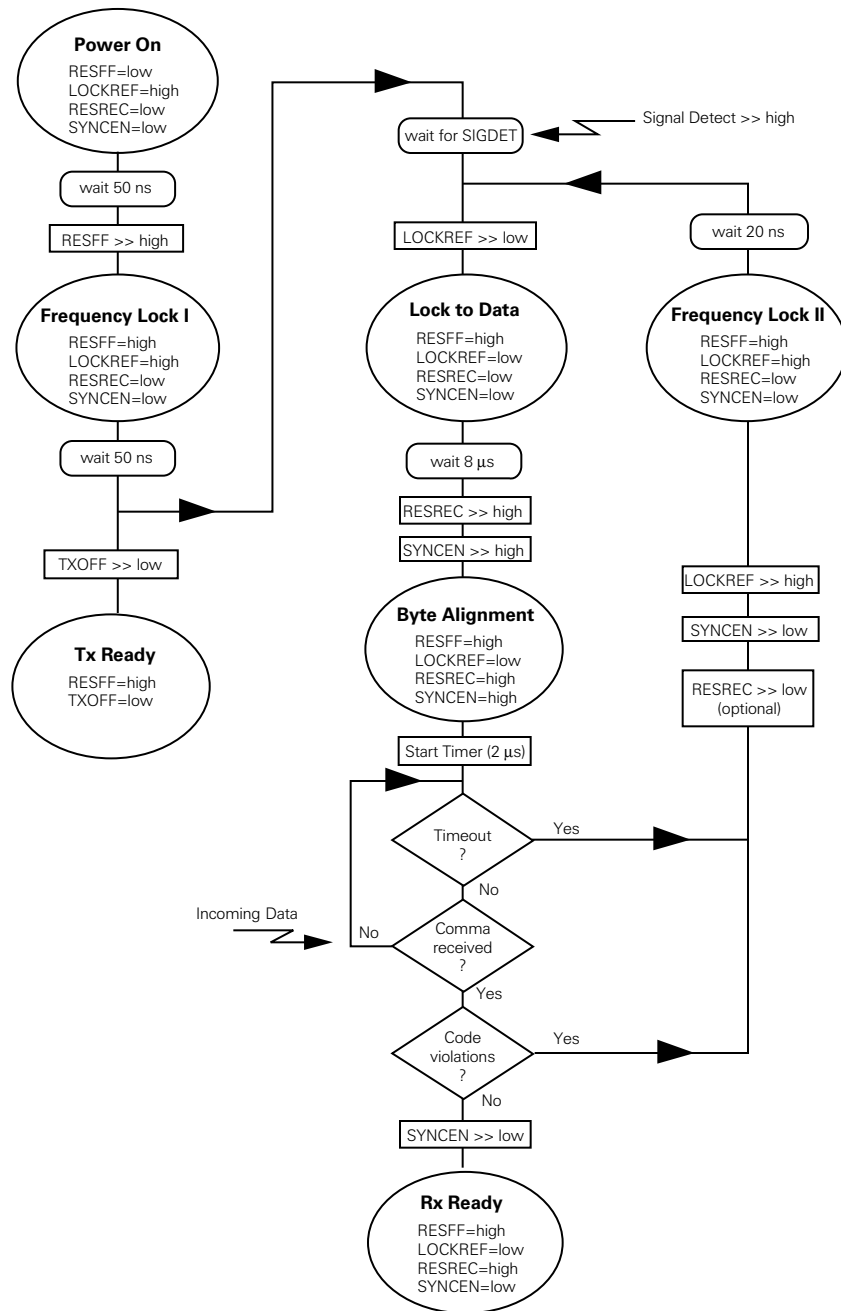 Power On
RESFF=low
LOCKREF=high
RESREC=low
SYNCEN=low
wait 50 ns
RESFF >> high
Frequency Lock I
RESFF=high
LOCKREF=high
RESREC=low
SYNCEN=low
wait 50 ns
TXOFF >> low
Tx Ready
RESFF=high
TXOFF=low
wait for SIGDET
Signal Detect >> high
LOCKREF >> low
Lock to Data
RESFF=high
LOCKREF=low
RESREC=low
SYNCEN=low
wait 8 µs
RESREC >> high
SYNCEN >> high
Byte Alignment
RESFF=high
LOCKREF=low
RESREC=high
SYNCEN=high
Start Timer (2 µs)
Timeout
?
Yes
No
Incoming Data
No
Comma
received
?
Yes
Code
violations
?
Yes
No
SYNCEN >> low
Rx Ready
RESFF=high
LOCKREF=low
RESREC=high
SYNCEN=low
wait 20 ns
Frequency Lock II
RESFF=high
LOCKREF=high
RESREC=low
SYNCEN=low
LOCKREF >> high
SYNCEN >> low
RESREC >> low
(optional)